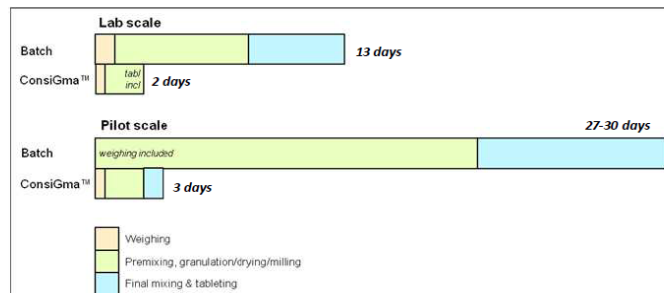 Lab scale
Batch
13 days
ConsiGma™
tabl
incl
2 days
Pilot scale
27-30 days
Batch
weighing included
ConsiGma™
3 days
Weighing
Premixing, granulation/drying/milling
Final mixing & tableting